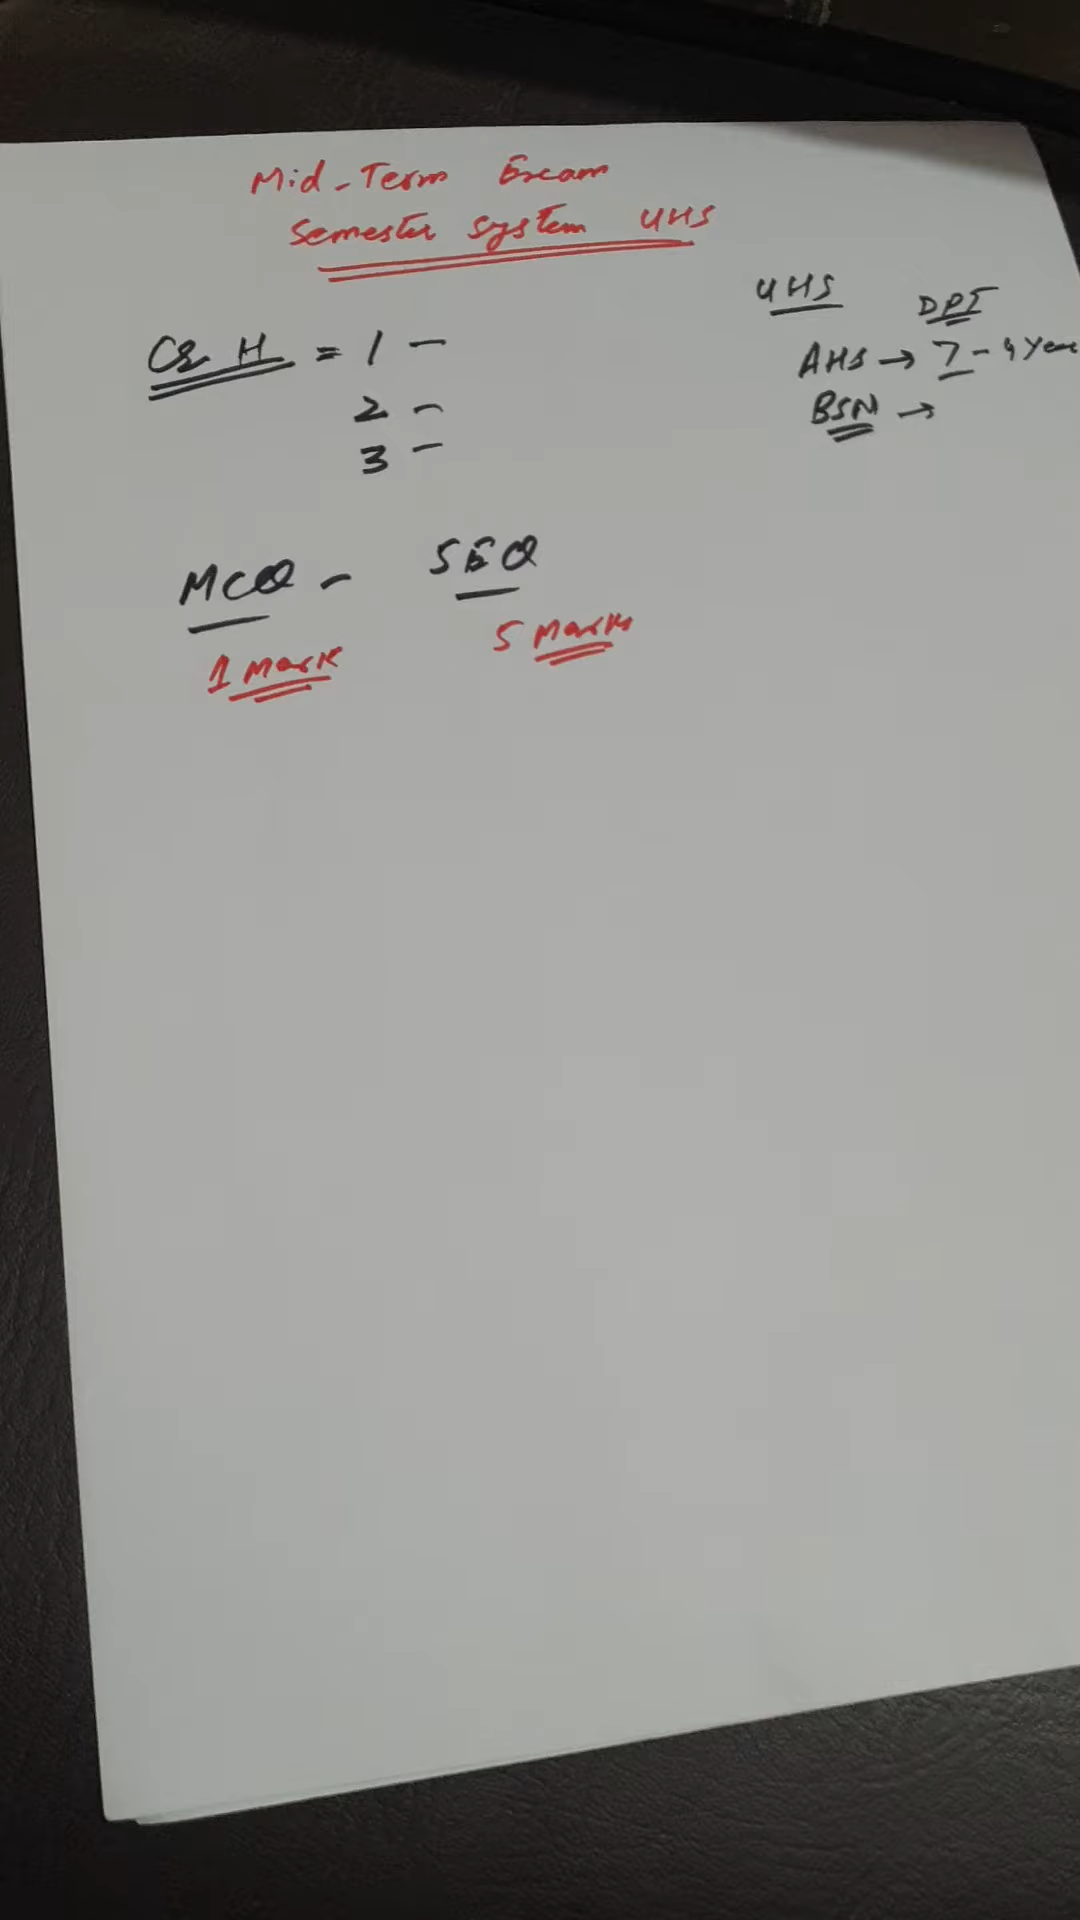 Mid-Term Exam
Semester system UHS
Cr H = 1 -
2 -
3 -
UHS DPT
AHS → 7 - 4 Year
BSN →
MCQ - SEQ
1 Mark 5 Marks